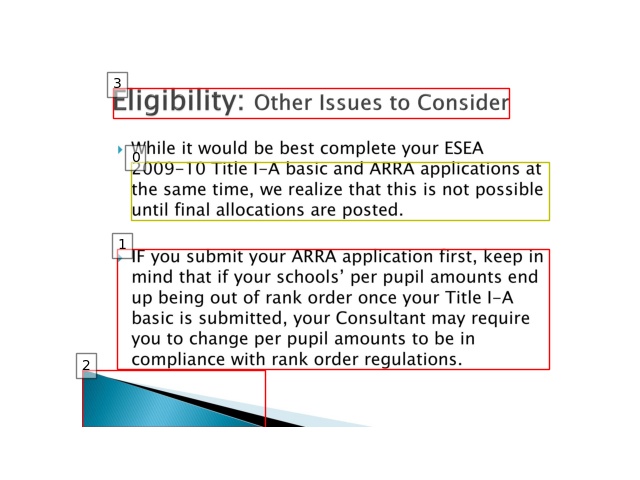 3
Eligibility: Other Issues to Consider
While it would be best complete your ESEA
0
2009-10 Title I-A basic and ARRA applications at
the same time, we realize that this is not possible
until final allocations are posted.
1
IF you submit your ARRA application first, keep in
mind that if your schools’ per pupil amounts end
up being out of rank order once your Title I-A
basic is submitted, your Consultant may require
you to change per pupil amounts to be in
compliance with rank order regulations.
2